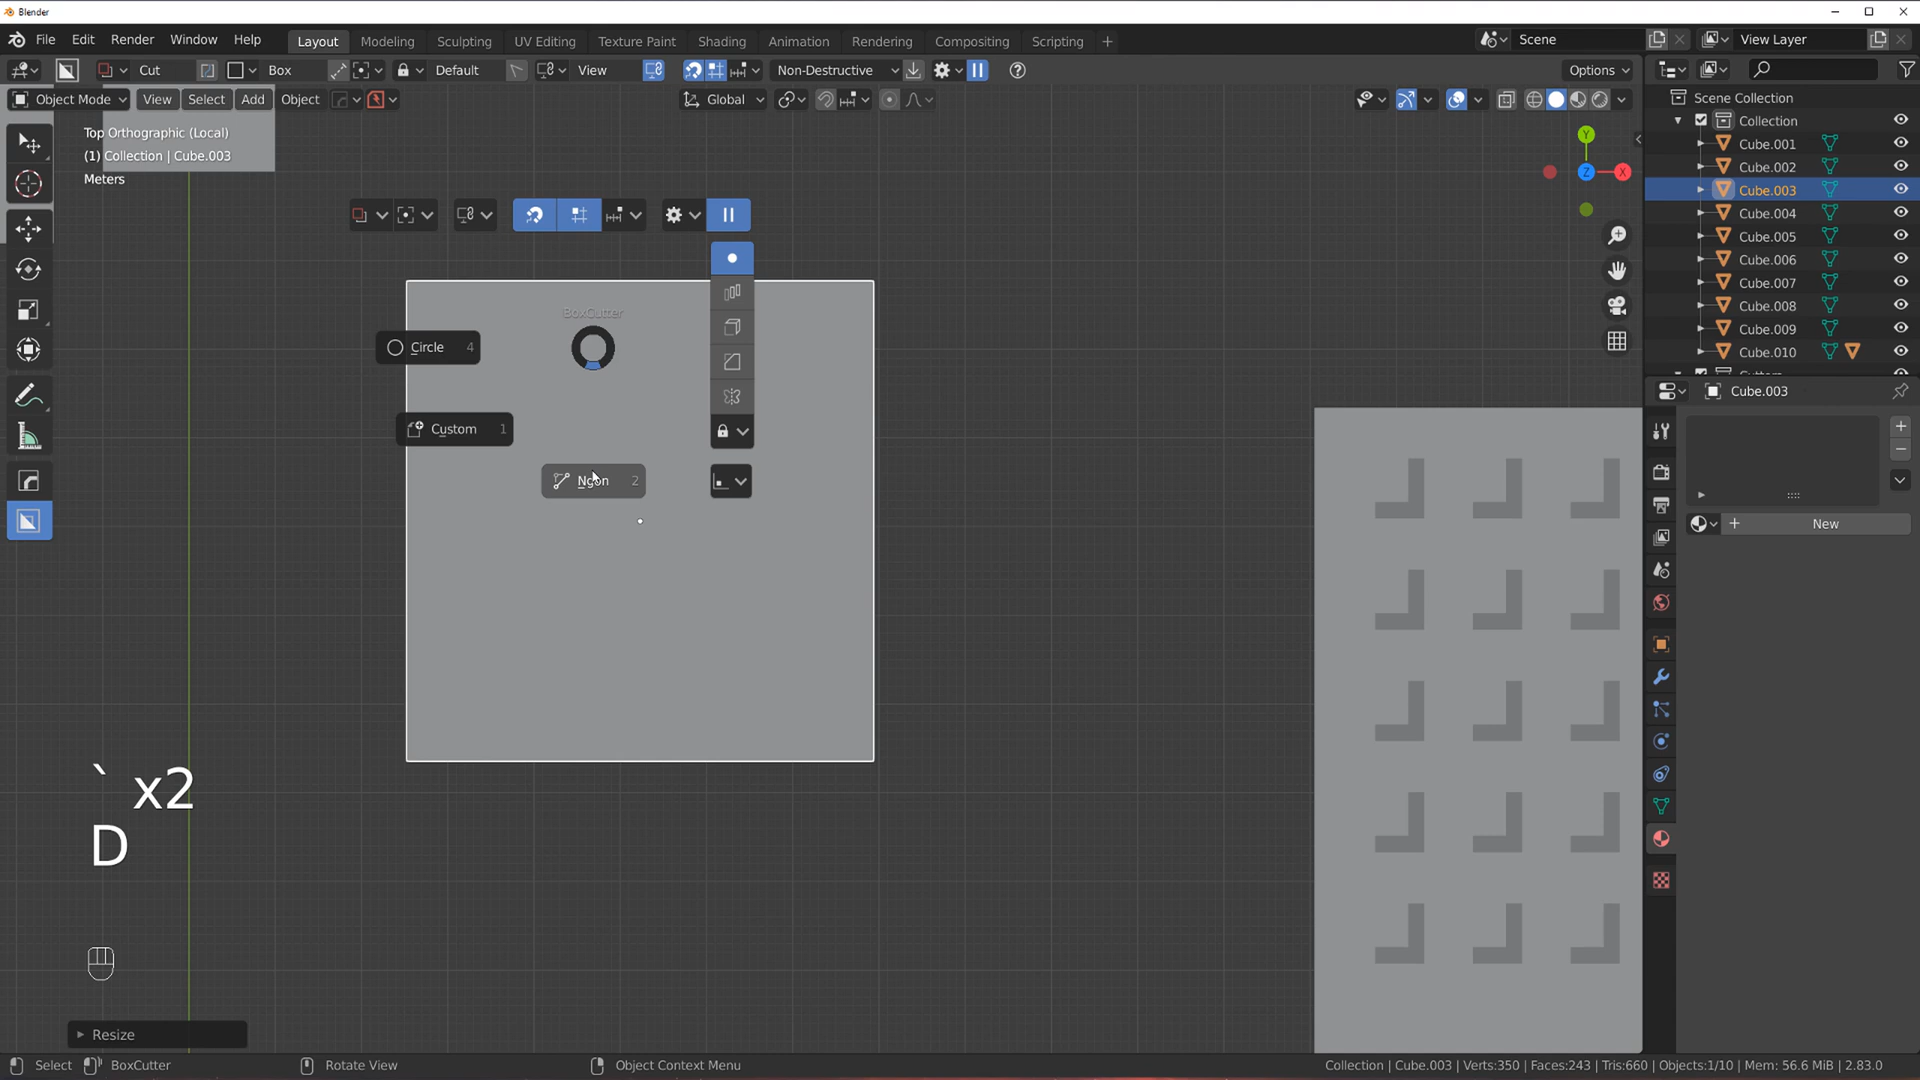 Blender
File Edit Render Window Help
Layout Modeling Sculpting UV Editing Texture Paint Shading Animation Rendering Compositing Scripting +
Scene
View Layer
Cut
Box
Default
View
Non-Destructive
Options
Object Mode
View Select Add Object
Global
Top Orthographic (Local)
(1) Collection | Cube.003
Meters
Y
X
Z
BoxCutter
Circle 4
Custom 1
Ngon 2
` x2
D
Resize
Scene Collection
Collection
Cube.001
Cube.002
Cube.003
Cube.004
Cube.005
Cube.006
Cube.007
Cube.008
Cube.009
Cube.010
Cube.003
New
Select BoxCutter Rotate View Object Context Menu
Collection | Cube.003 | Verts:350 | Faces:243 | Tris:660 | Objects:1/10 | Mem: 56.6 MiB | 2.83.0